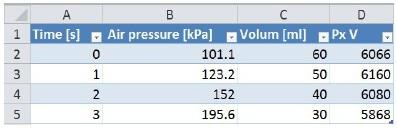 A B C D
1 Time [s] Air pressure [kPa] Volum [ml] Px V
2 0 101.1 60 6066
3 1 123.2 50 6160
4 2 152 40 6080
5 3 195.6 30 5868